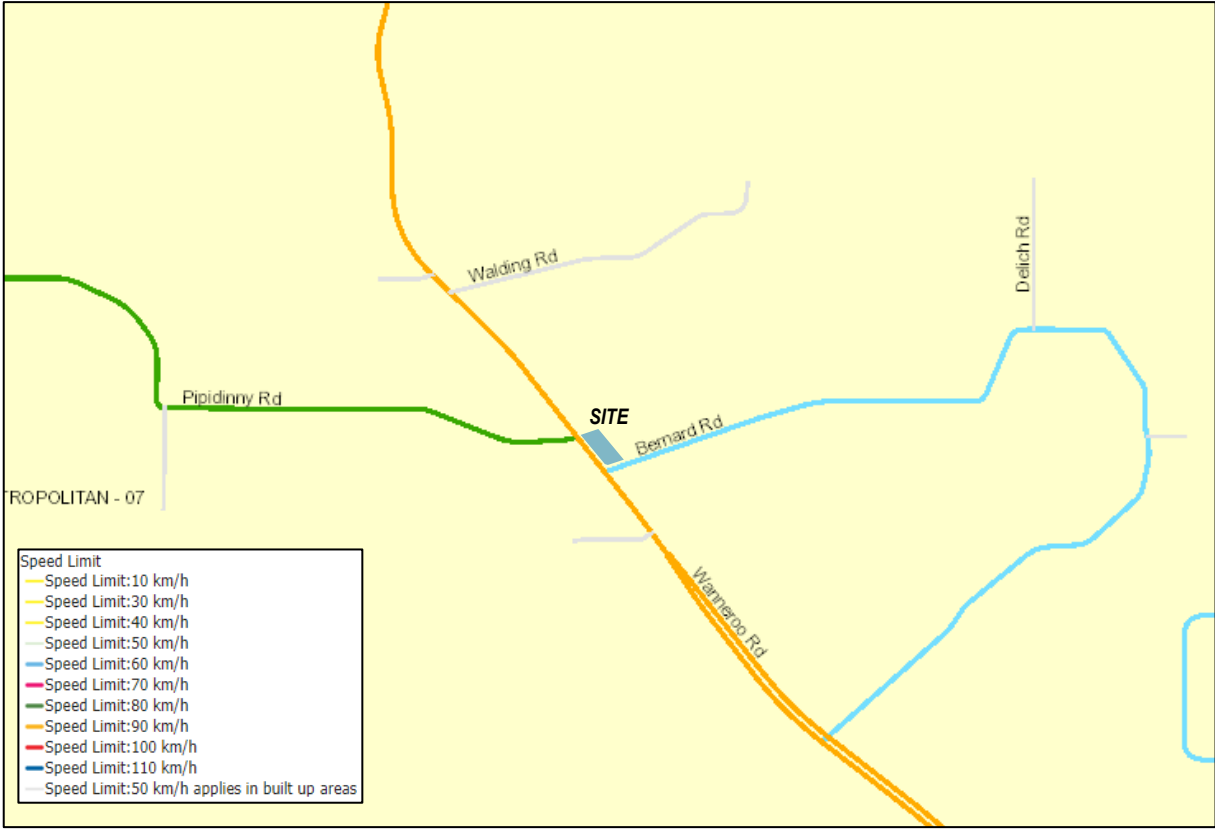 Walding Rd
Delich Rd
Pipidinny Rd
SITE
Bernard Rd
TROPOLITAN - 07
Wanneroo Rd
Speed Limit
Speed Limit:10 km/h
Speed Limit:30 km/h
Speed Limit:40 km/h
Speed Limit:50 km/h
Speed Limit:60 km/h
Speed Limit:70 km/h
Speed Limit:80 km/h
Speed Limit:90 km/h
Speed Limit:100 km/h
Speed Limit:110 km/h
Speed Limit:50 km/h applies in built up areas